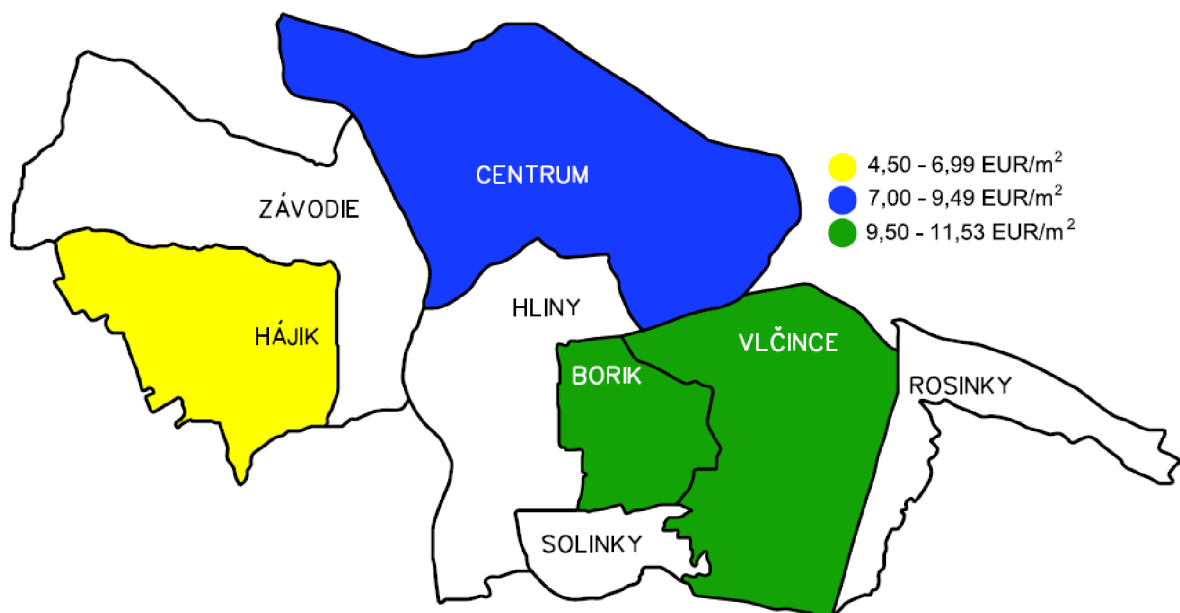 CENTRUM
4,50 - 6,99 EUR/m²
7,00 - 9,49 EUR/m²
9,50 - 11,53 EUR/m²
ZÁVODIE
HLINY
HÁJIK
VLČINCE
BORIK
ROSINKY
SOLINKY